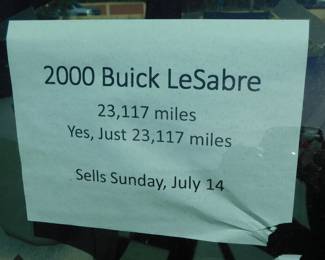 2000 Buick LeSabre
23,117 miles
Yes, Just 23,117 miles
Sells Sunday, July 14